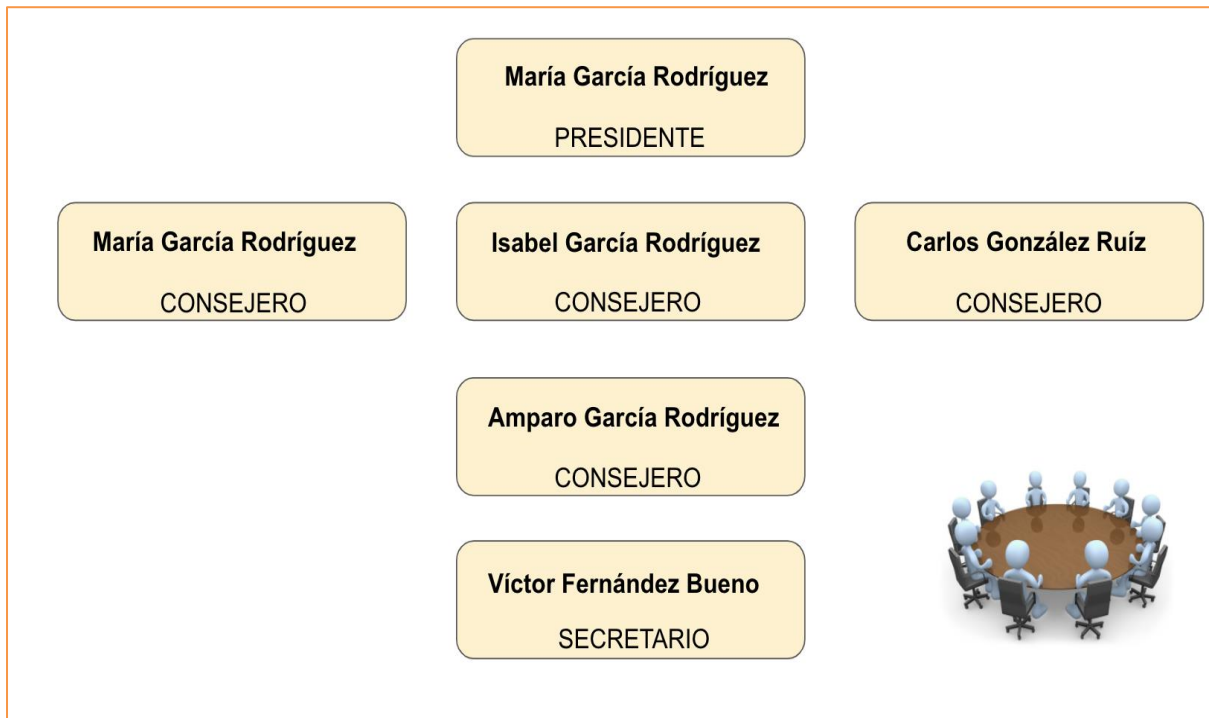 María García Rodríguez
PRESIDENTE
María García Rodríguez
CONSEJERO
Isabel García Rodríguez
CONSEJERO
Carlos González Ruíz
CONSEJERO
Amparo García Rodríguez
CONSEJERO
Víctor Fernández Bueno
SECRETARIO